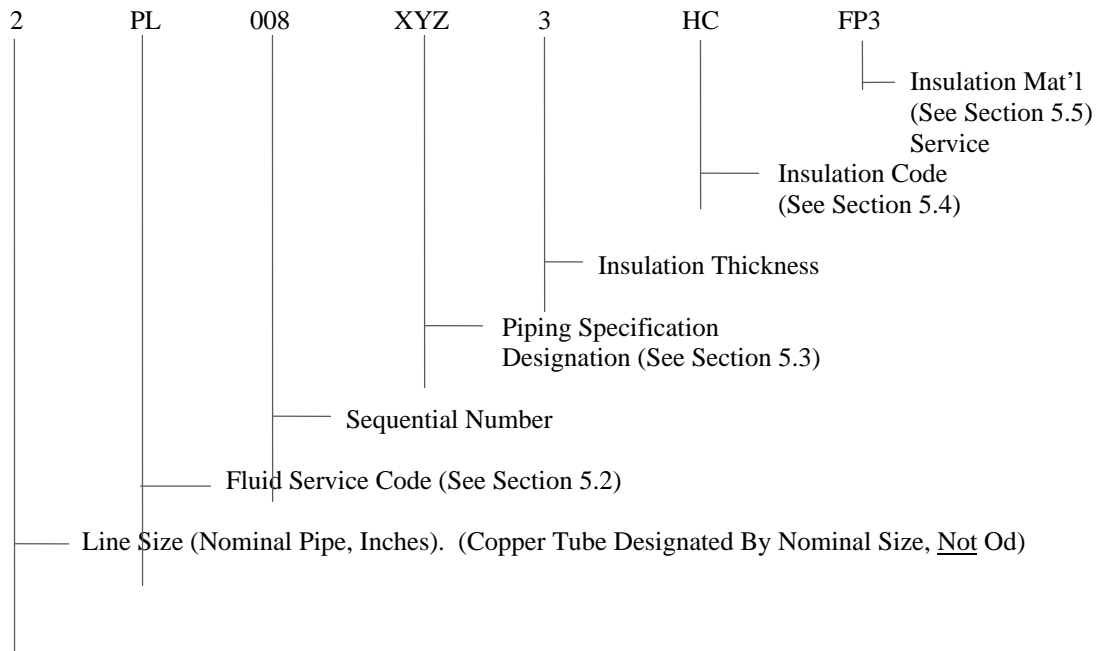 2 PL 008 XYZ 3 HC FP3
Insulation Mat’l
(See Section 5.5)
Service
Insulation Code
(See Section 5.4)
Insulation Thickness
Piping Specification
Designation (See Section 5.3)
Sequential Number
Fluid Service Code (See Section 5.2)
Line Size (Nominal Pipe, Inches). (Copper Tube Designated By Nominal Size, Not Od)